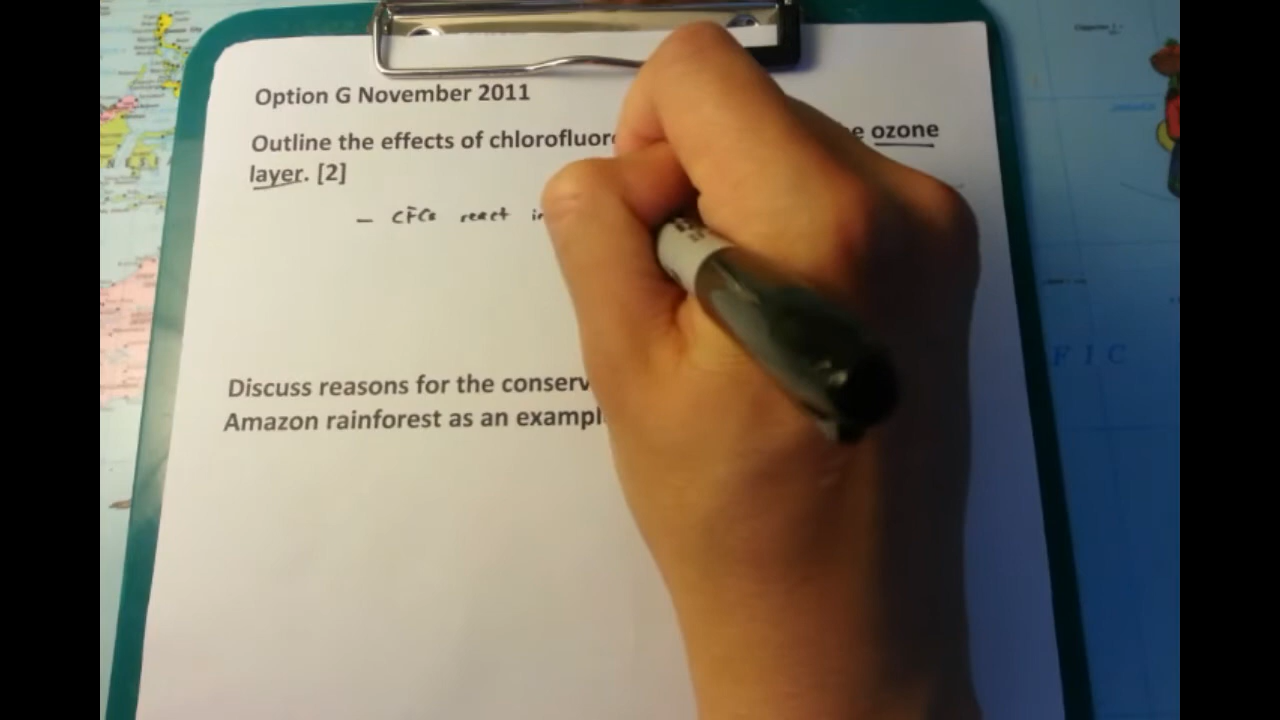 Option G November 2011
Outline the effects of chlorofluor e ozone
layer. [2]
– CFCs react in
Discuss reasons for the conserv
Amazon rainforest as an exampl
F I C